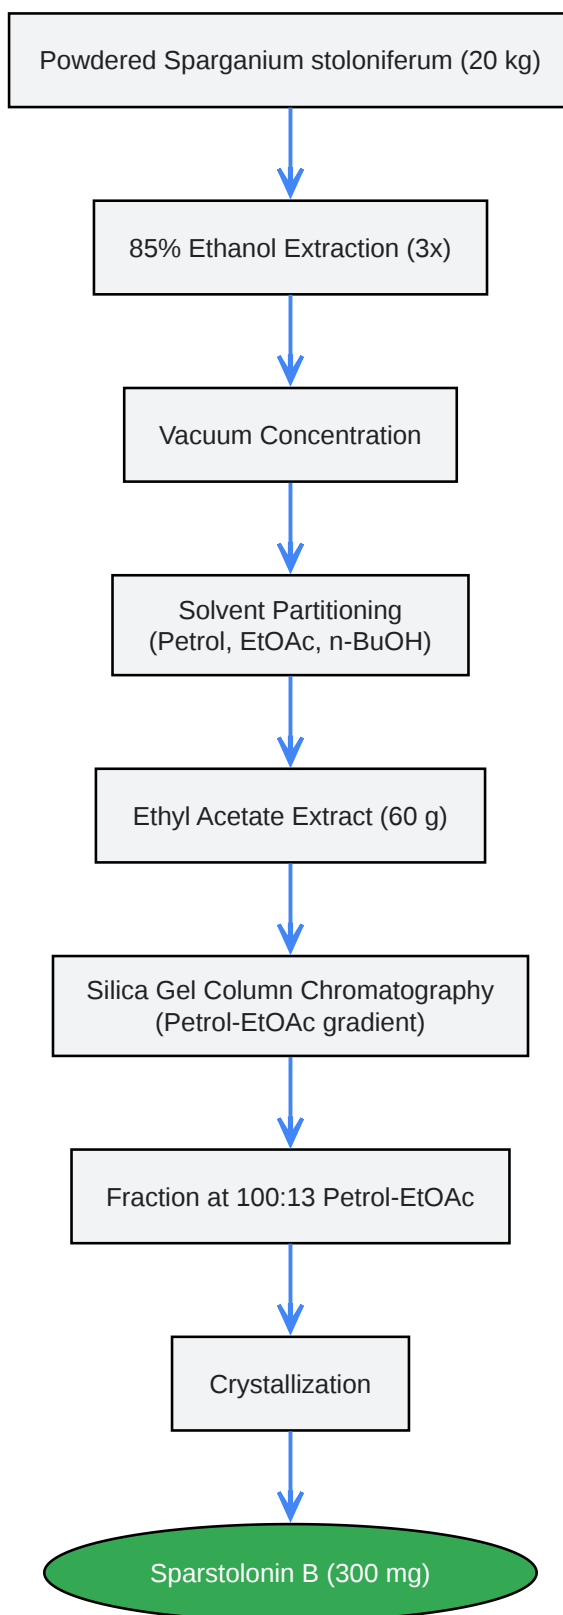 Powdered Sparganium stoloniferum (20 kg)
85% Ethanol Extraction (3x)
Vacuum Concentration
Solvent Partitioning
(Petrol, EtOAc, n-BuOH)
Ethyl Acetate Extract (60 g)
Silica Gel Column Chromatography
(Petrol-EtOAc gradient)
Fraction at 100:13 Petrol-EtOAc
Crystallization
Sparstolonin B (300 mg)